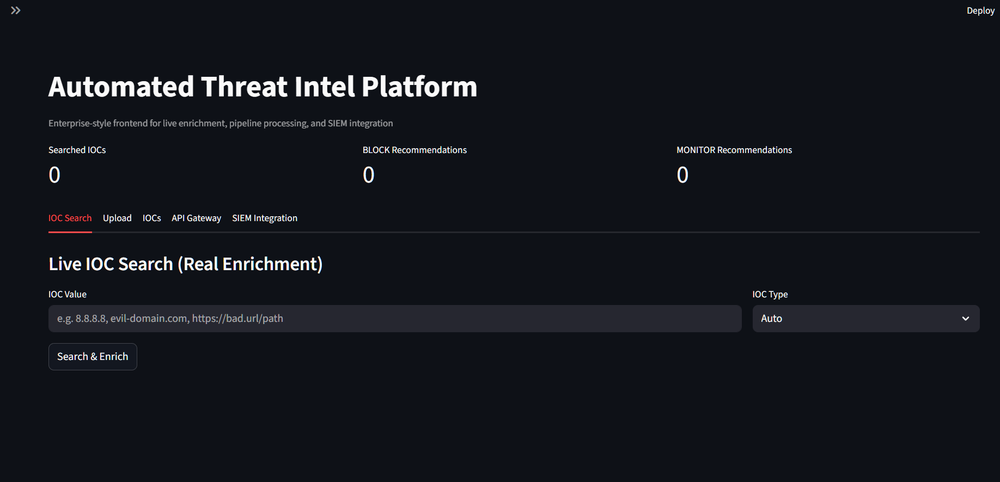 Deploy
Automated Threat Intel Platform
Enterprise-style frontend for live enrichment, pipeline processing, and SIEM integration
Searched IOCs BLOCK Recommendations MONITOR Recommendations
0 0 0
IOC Search Upload IOCs API Gateway SIEM Integration
Live IOC Search (Real Enrichment)
IOC Value IOC Type
e.g. 8.8.8.8, evil-domain.com, https://bad.url/path Auto
Search & Enrich